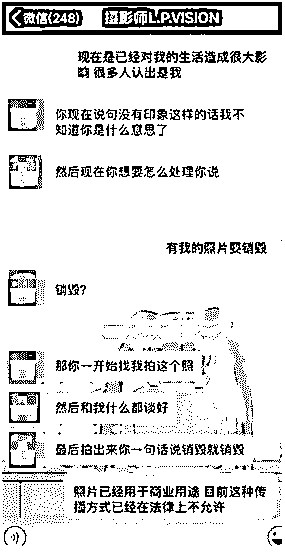 微信(248)
摄影师L.P.VISION
现在是已经对我的生活造成很大影
响 很多人认出是我
你现在说句没有印象这样的话我不
知道你是什么意思了
然后现在你想要怎么处理你说
有我的照片要销毁
销毁?
那你一开始找我拍这个照
然后和我什么都谈好
最后拍出来你一句话说销毁就销毁
照片已经用于商业用途 目前这种传
播方式已经在法律上不允许